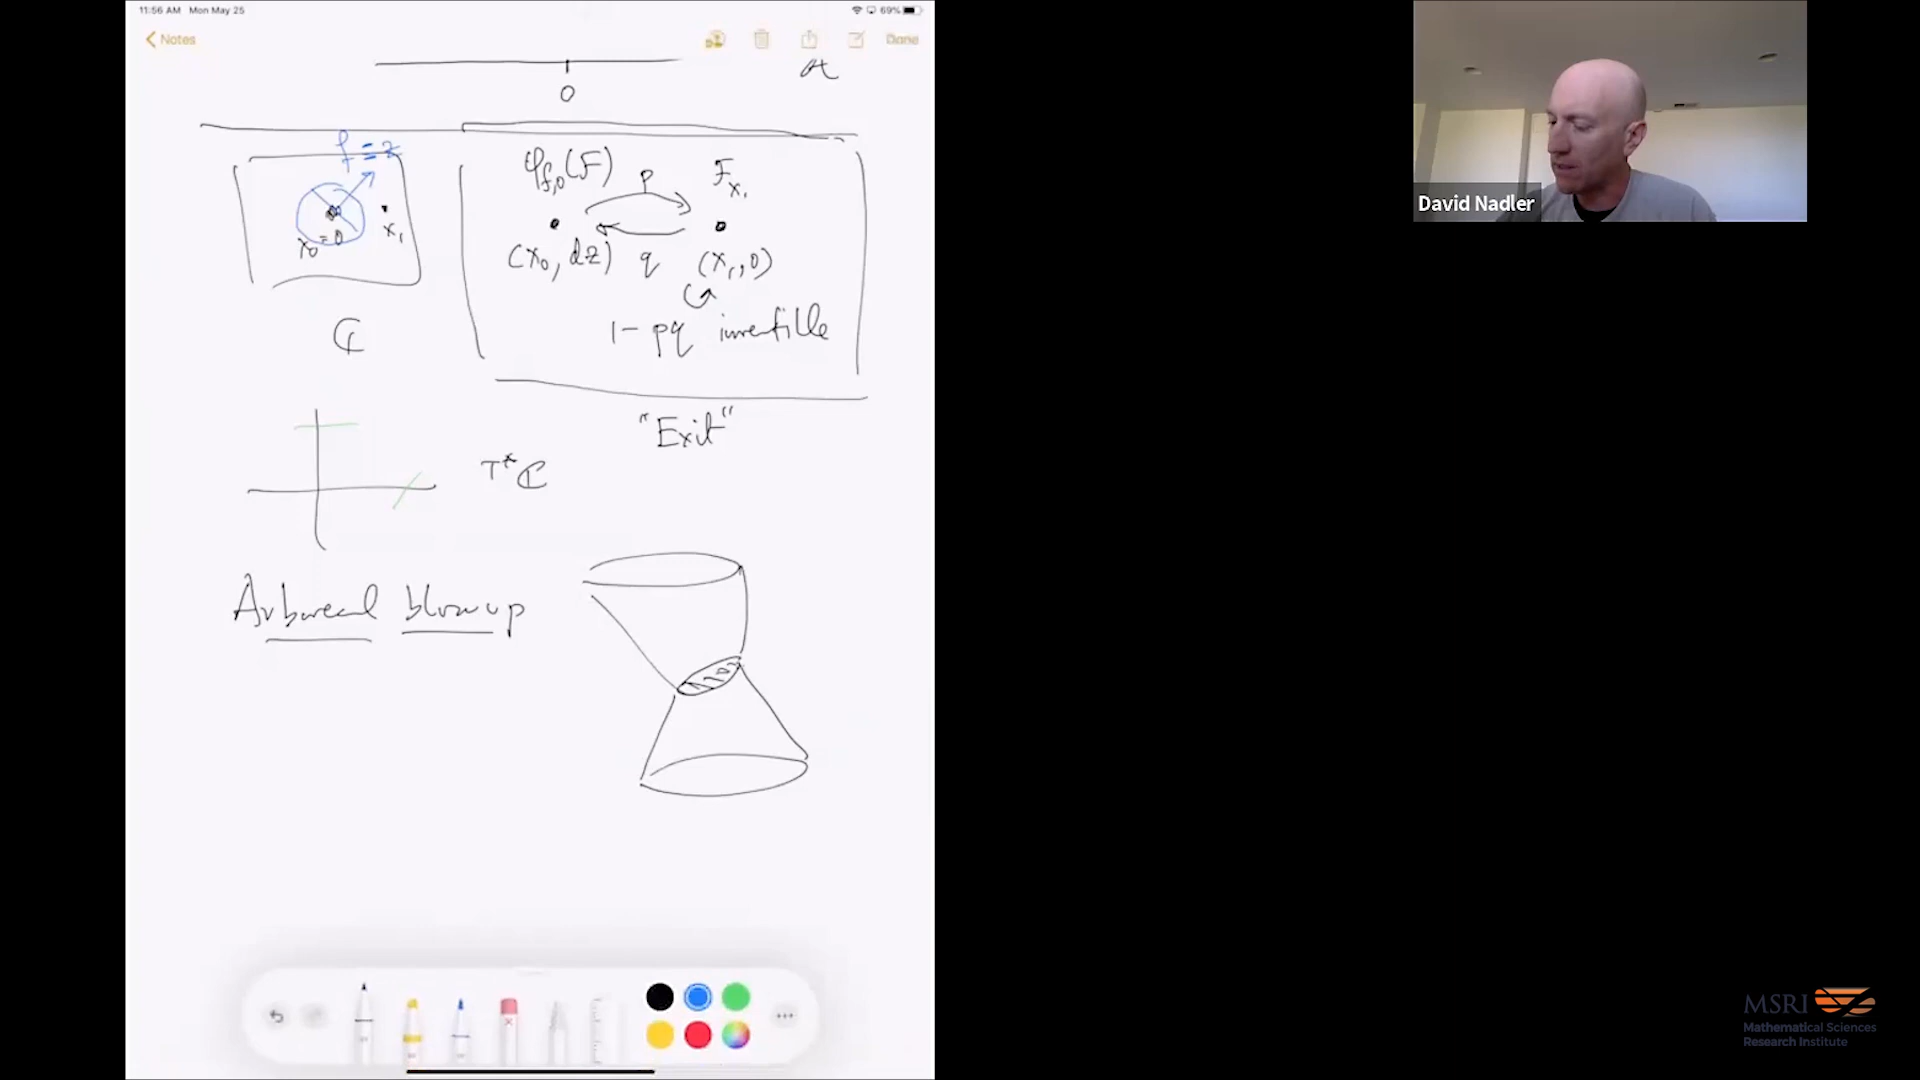 11:56 AM Mon May 25
69%
Notes
Done
0
f = z
φ_{f,0}(F) p F_{x₁}
x₀ = 0 x₁
(x₀, dz) q (x₁, 0)
1 - pq invertible
ℂ
"Exit"
T*ℂ
Arboreal blowup
David Nadler
MSRI
Mathematical Sciences
Research Institute